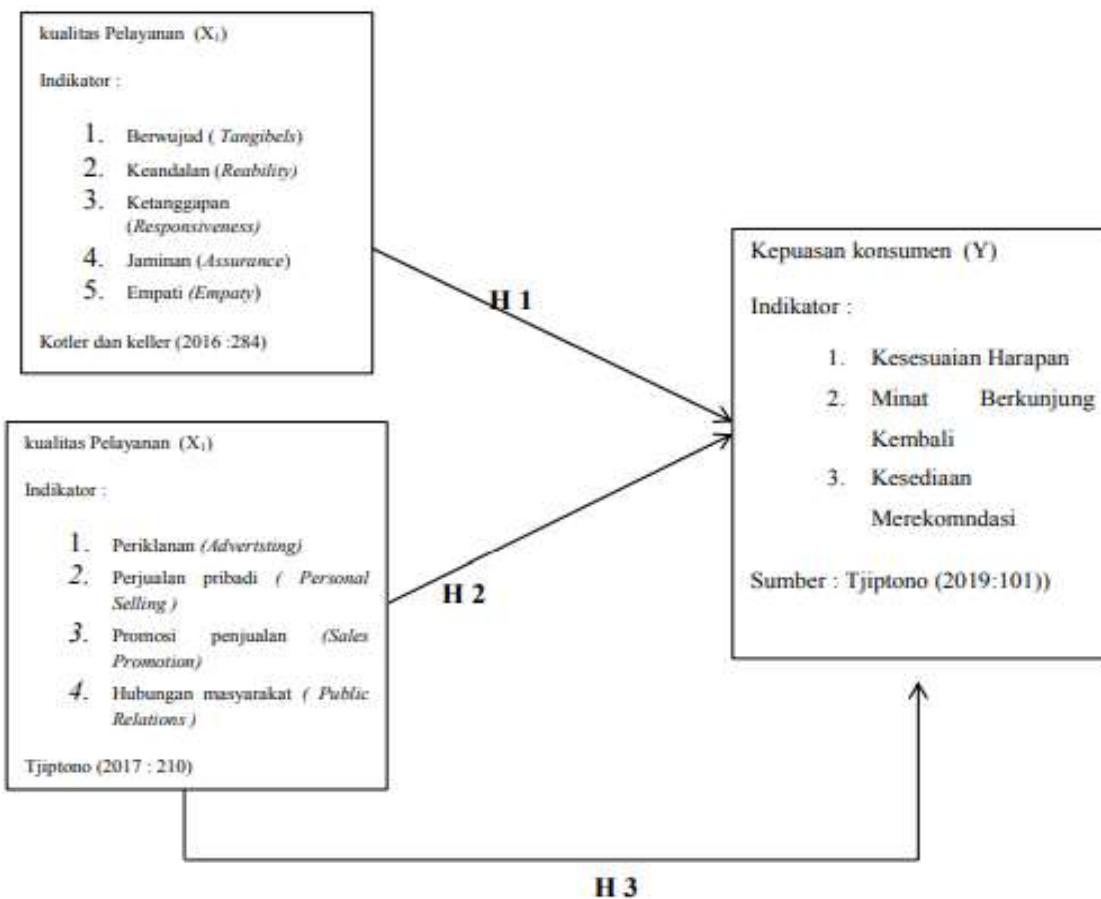 kualitas Pelayanan (X₁)
Indikator :
1. Berwujud ( Tangibels)
2. Keandalan (Reability)
3. Ketanggapan
(Responsiveness)
4. Jaminan (Assurance)
5. Empati (Empaty)
Kotler dan keller (2016 :284)
H 1
kualitas Pelayanan (X₁)
Indikator :
1. Periklanan (Advertsting)
2. Perjualan pribadi ( Personal
Selling )
3. Promosi penjualan (Sales
Promotion)
4. Hubungan masyarakat ( Public
Relations )
Tjiptono (2017 : 210)
H 2
Kepuasan konsumen (Y)
Indikator :
1. Kesesuaian Harapan
2. Minat Berkunjung
Kembali
3. Kesediaan
Merekomndasi
Sumber : Tjiptono (2019:101))
H 3